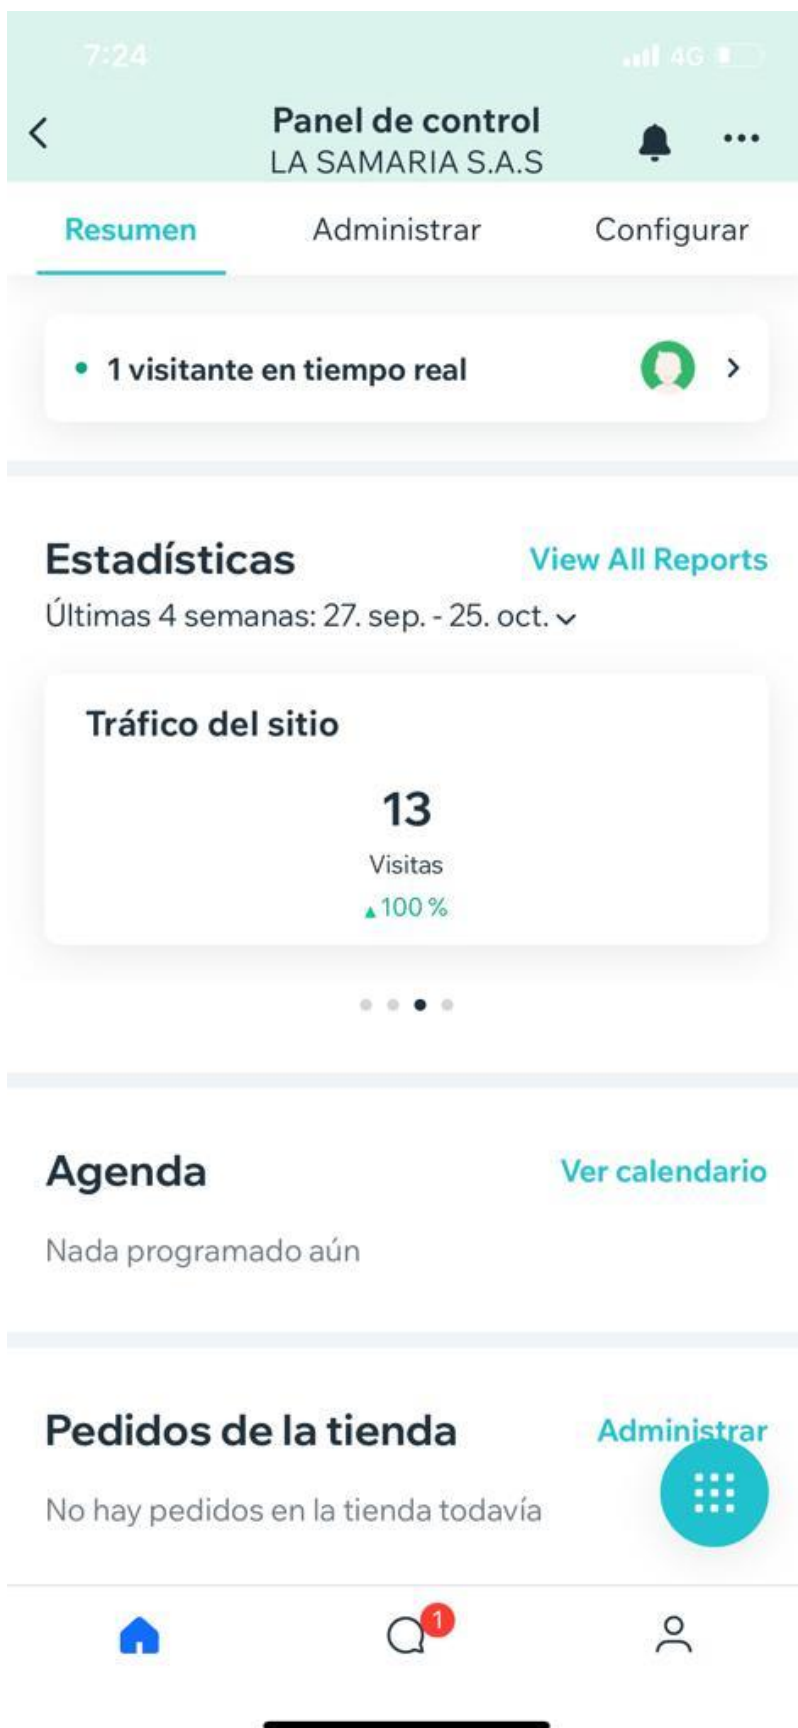 7:24
4G
Panel de control
LA SAMARIA S.A.S
Resumen
Administrar
Configurar
1 visitante en tiempo real
Estadísticas
View All Reports
Últimas 4 semanas: 27. sep. - 25. oct.
Tráfico del sitio
13
Visitas
▲100 %
Agenda
Ver calendario
Nada programado aún
Pedidos de la tienda
Administrar
No hay pedidos en la tienda todavía
1